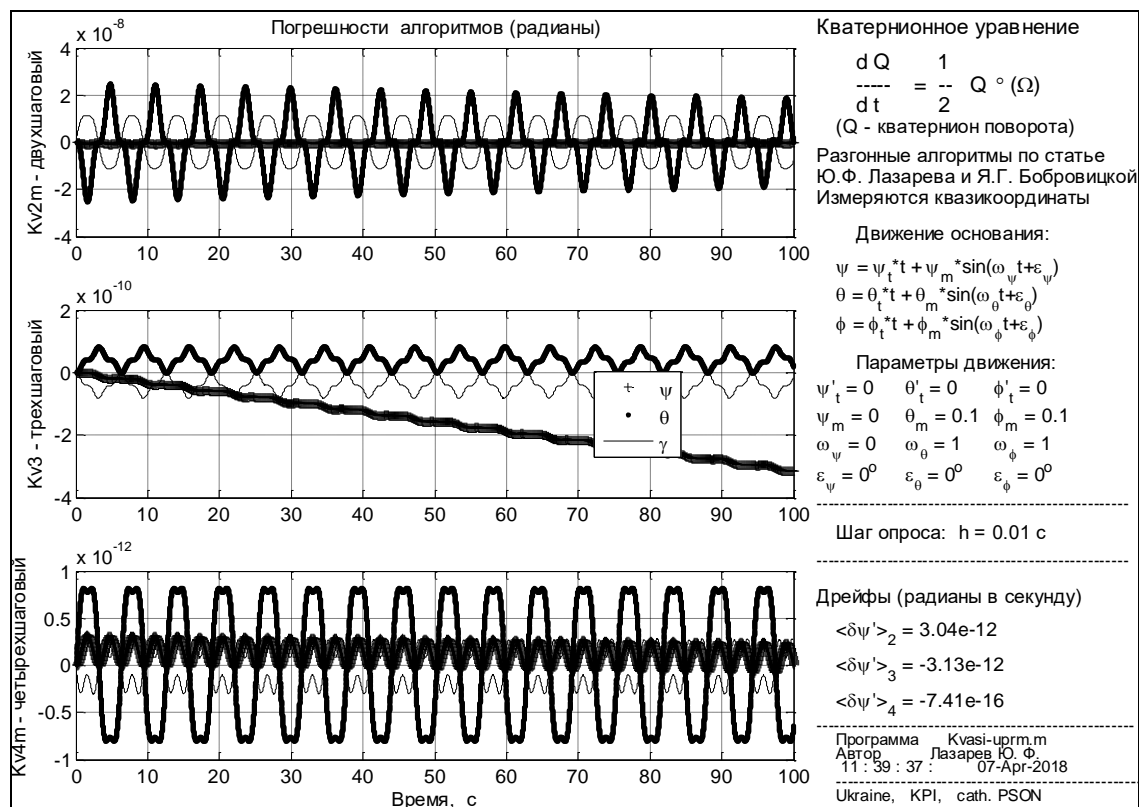 Погрешности алгоритмов (радианы)
x 10^-8
4
2
0
-2
-4
0 10 20 30 40 50 60 70 80 90 100
Kv2m - двухшаговый
x 10^-10
2
0
-2
-4
0 10 20 30 40 50 60 70 80 90 100
Kv3 - трехшаговый
ψ
θ
γ
x 10^-12
1
0.5
0
-0.5
-1
0 10 20 30 40 50 60 70 80 90 100
Kv4m - четырехшаговый
Время, с
Кватернионное уравнение
d Q 1
----- = -- Q ° (Ω)
d t 2
(Q - кватернион поворота)
Разгонные алгоритмы по статье
Ю.Ф. Лазарева и Я.Г. Бобровицкой
Измеряются квазикоординаты
Движение основания:
ψ = ψ_t*t + ψ_m*sin(ω_ψt+ε_ψ)
θ = θ_t*t + θ_m*sin(ω_θt+ε_θ)
ϕ = ϕ_t*t + ϕ_m*sin(ω_ϕt+ε_ϕ)
Параметры движения:
ψ'_t = 0 θ'_t = 0 ϕ'_t = 0
ψ_m = 0 θ_m = 0.1 ϕ_m = 0.1
ω_ψ = 0 ω_θ = 1 ω_ϕ = 1
ε_ψ = 0^o ε_θ = 0^o ε_ϕ = 0^o
Шаг опроса: h = 0.01 с
Дрейфы (радианы в секунду)
<δψ'>_2 = 3.04e-12
<δψ'>_3 = -3.13e-12
<δψ'>_4 = -7.41e-16
Программа Kvasi-uprm.m
Автор Лазарев Ю. Ф.
11 : 39 : 37 : 07-Apr-2018
Ukraine, KPI, cath. PSON